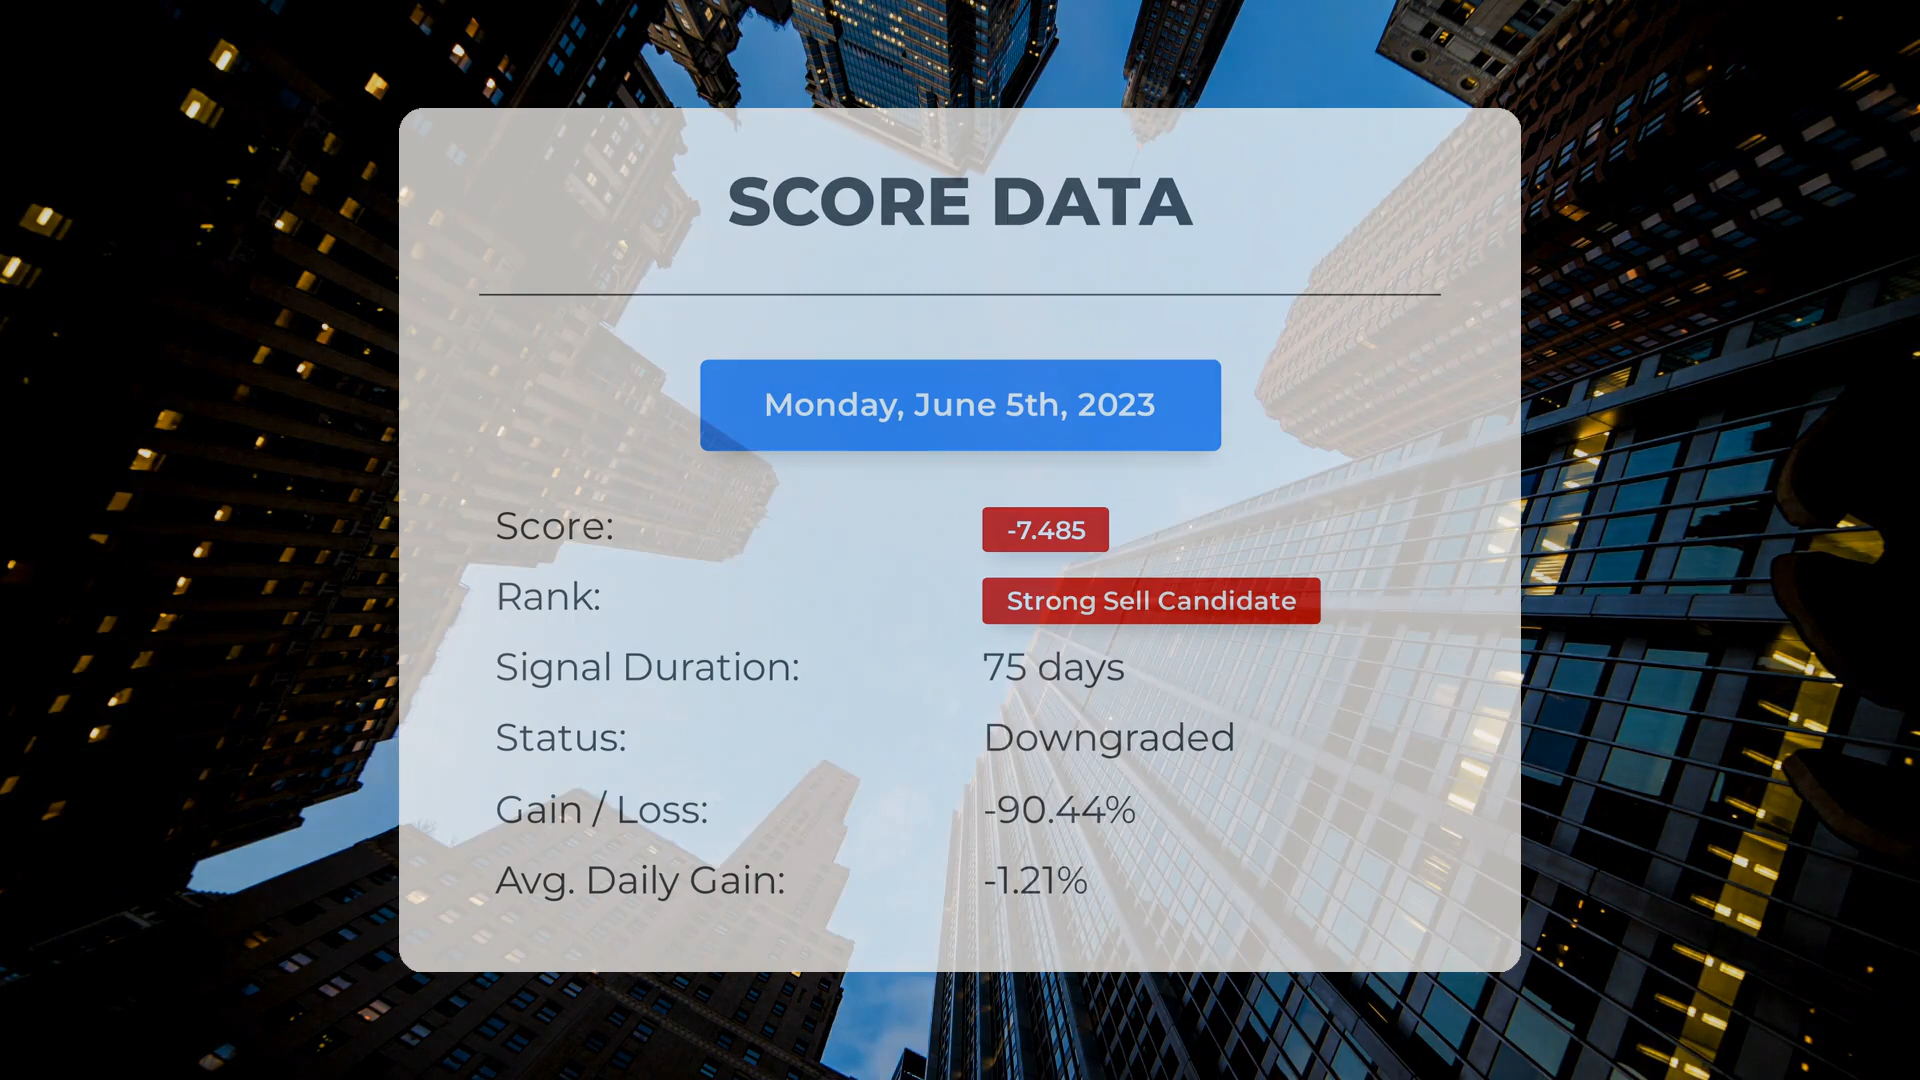 SCORE DATA
Monday, June 5th, 2023
Score: -7.485
Rank: Strong Sell Candidate
Signal Duration: 75 days
Status: Downgraded
Gain / Loss: -90.44%
Avg. Daily Gain: -1.21%